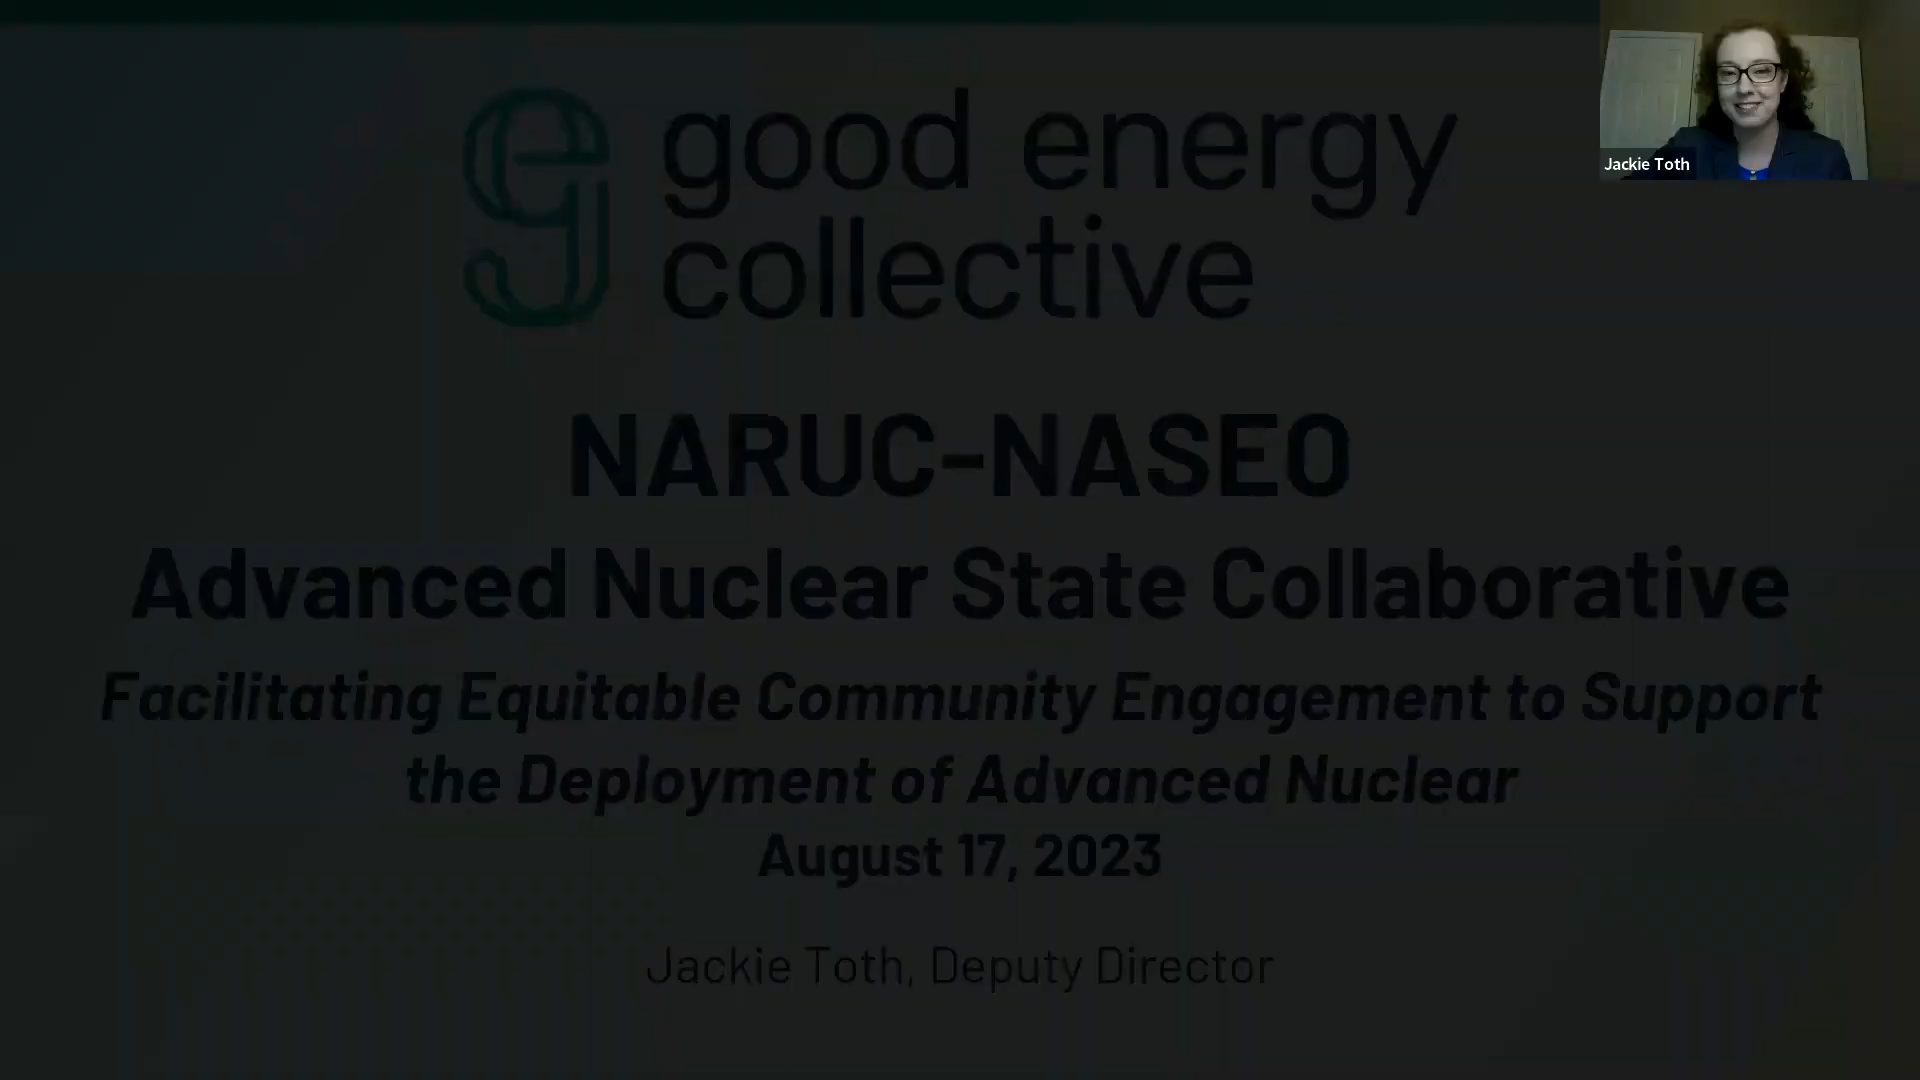 Jackie Toth
good energy
collective
NARUC-NASEO
Advanced Nuclear State Collaborative
Facilitating Equitable Community Engagement to Support
the Deployment of Advanced Nuclear
August 17, 2023
Jackie Toth, Deputy Director